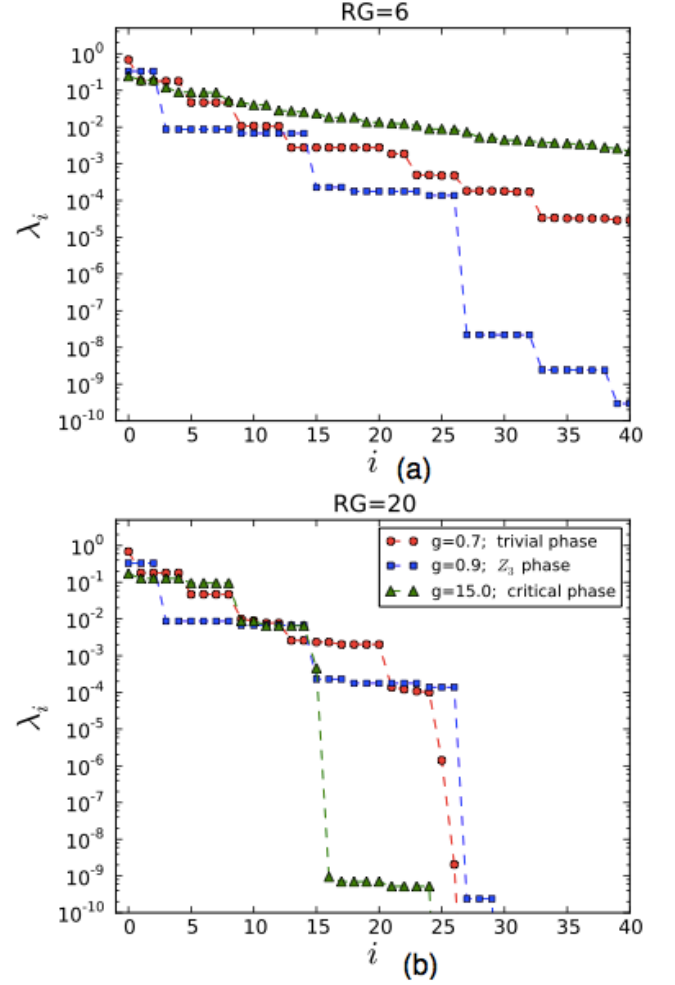 RG=6
10^0
10^-1
10^-2
10^-3
10^-4
10^-5
10^-6
10^-7
10^-8
10^-9
10^-10
λ_i
0 5 10 15 20 25 30 35 40
i (a)
RG=20
g=0.7; trivial phase
g=0.9; Z_3 phase
g=15.0; critical phase
10^0
10^-1
10^-2
10^-3
10^-4
10^-5
10^-6
10^-7
10^-8
10^-9
10^-10
λ_i
0 5 10 15 20 25 30 35 40
i (b)